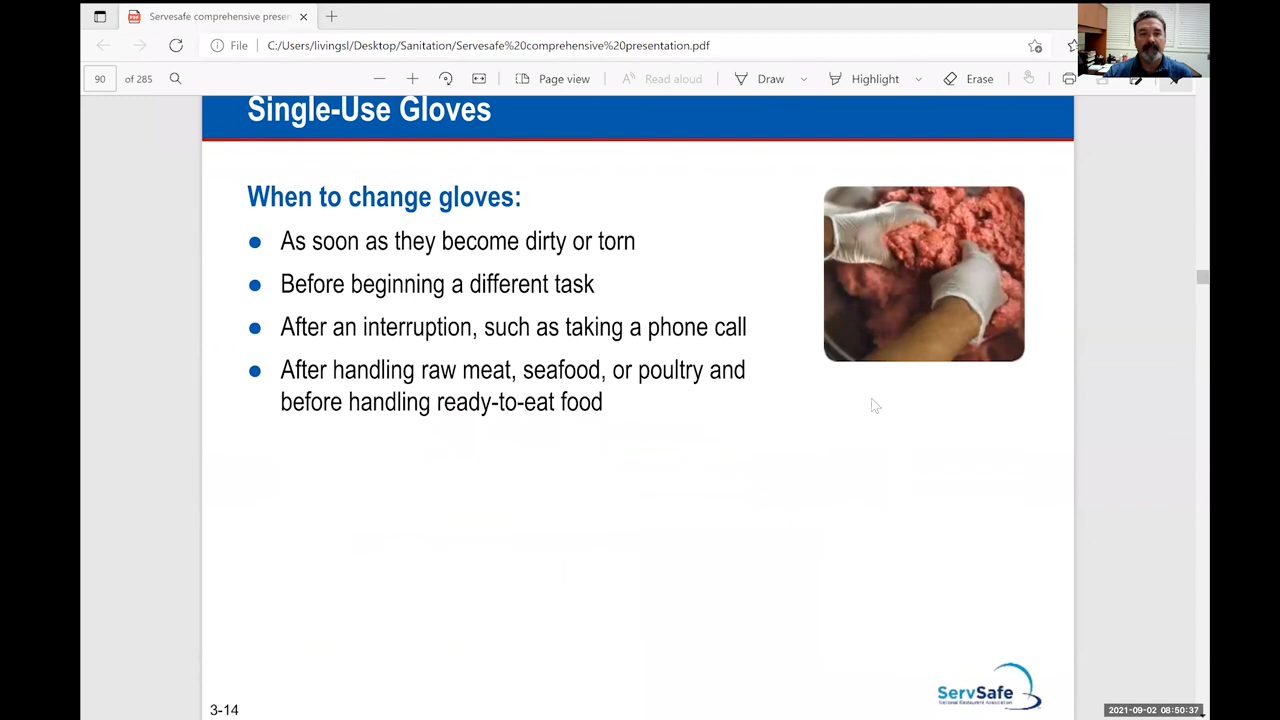 Servesafe comprehensive preser
File C:/Users/livingsl/Desktop/Sanitation/Servesafe%20comprehensive%20presentation.pdf
90 of 285 Page view Read aloud Draw Highlight Erase
Single-Use Gloves
When to change gloves:
As soon as they become dirty or torn
Before beginning a different task
After an interruption, such as taking a phone call
After handling raw meat, seafood, or poultry and
before handling ready-to-eat food
ServSafe
National Restaurant Association
3-14
2021-09-02 08:50:37